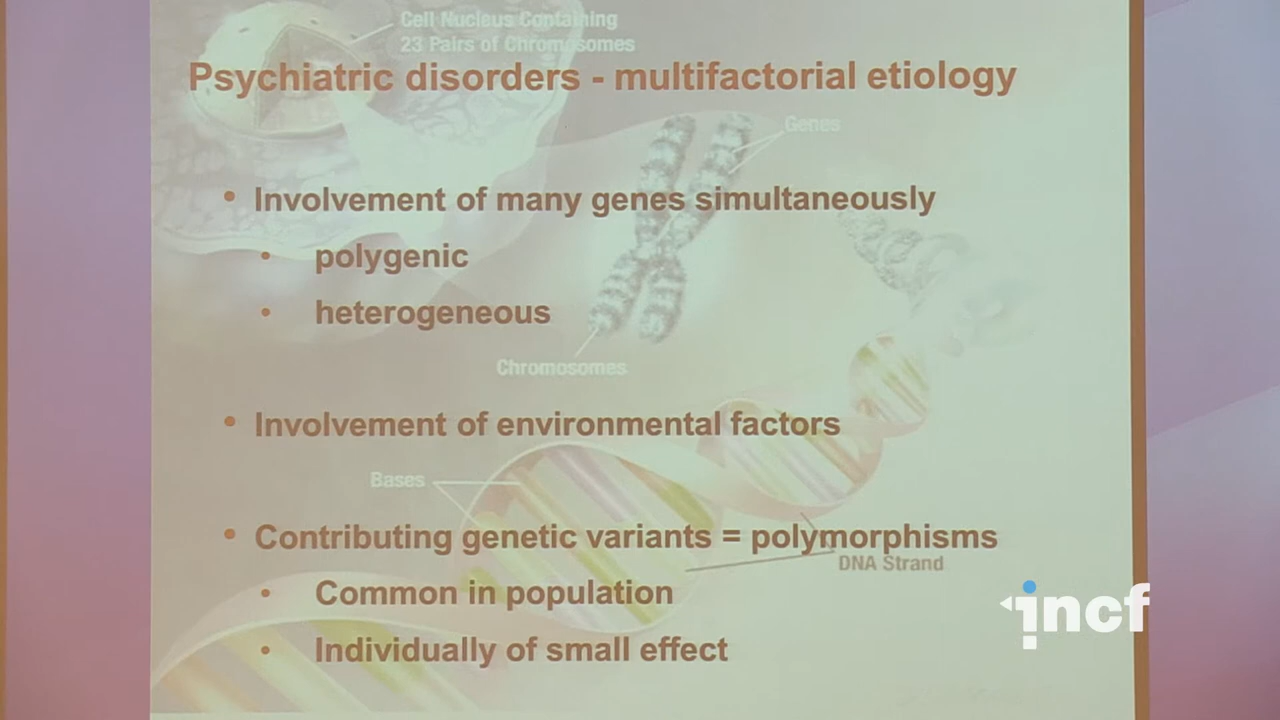 Cell Nucleus Containing
23 Pairs of Chromosomes
Psychiatric disorders - multifactorial etiology
Genes
• Involvement of many genes simultaneously
• polygenic
• heterogeneous
Chromosomes
• Involvement of environmental factors
Bases
• Contributing genetic variants = polymorphisms
DNA Strand
• Common in population
incf
• Individually of small effect